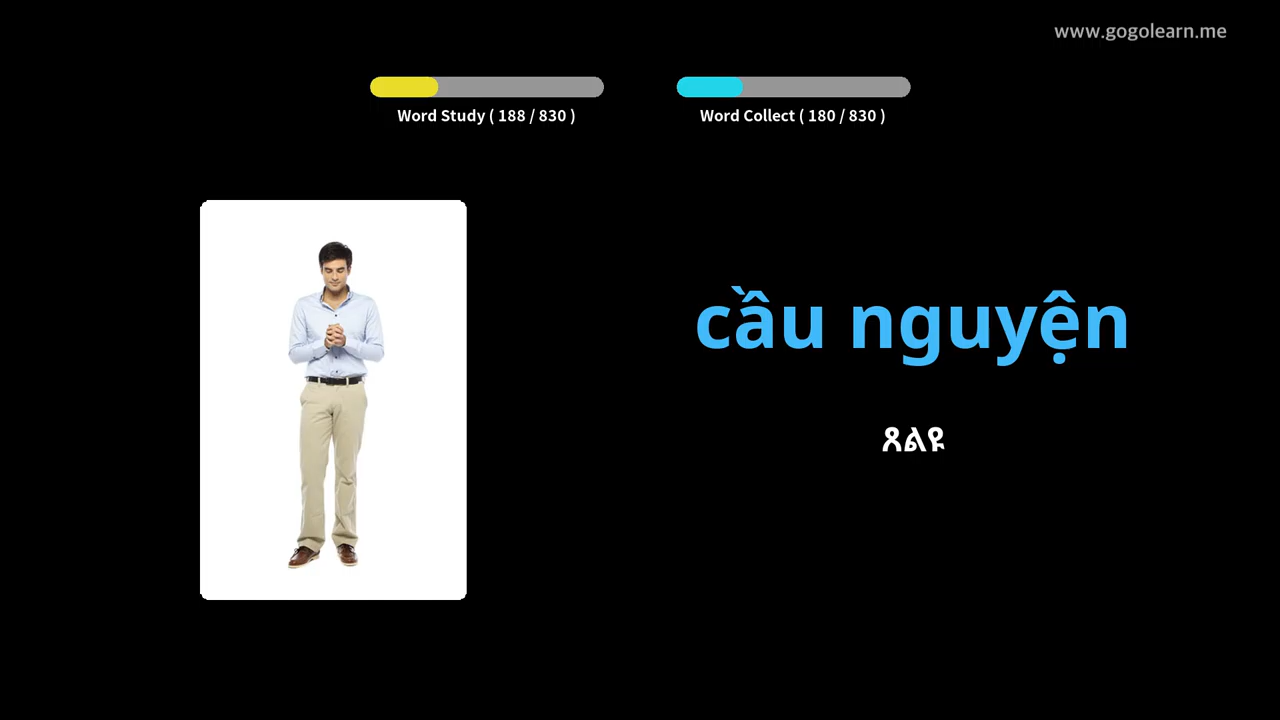 www.gogolearn.me
Word Study ( 188 / 830 )
Word Collect ( 180 / 830 )
cầu nguyện
ጸልዩ